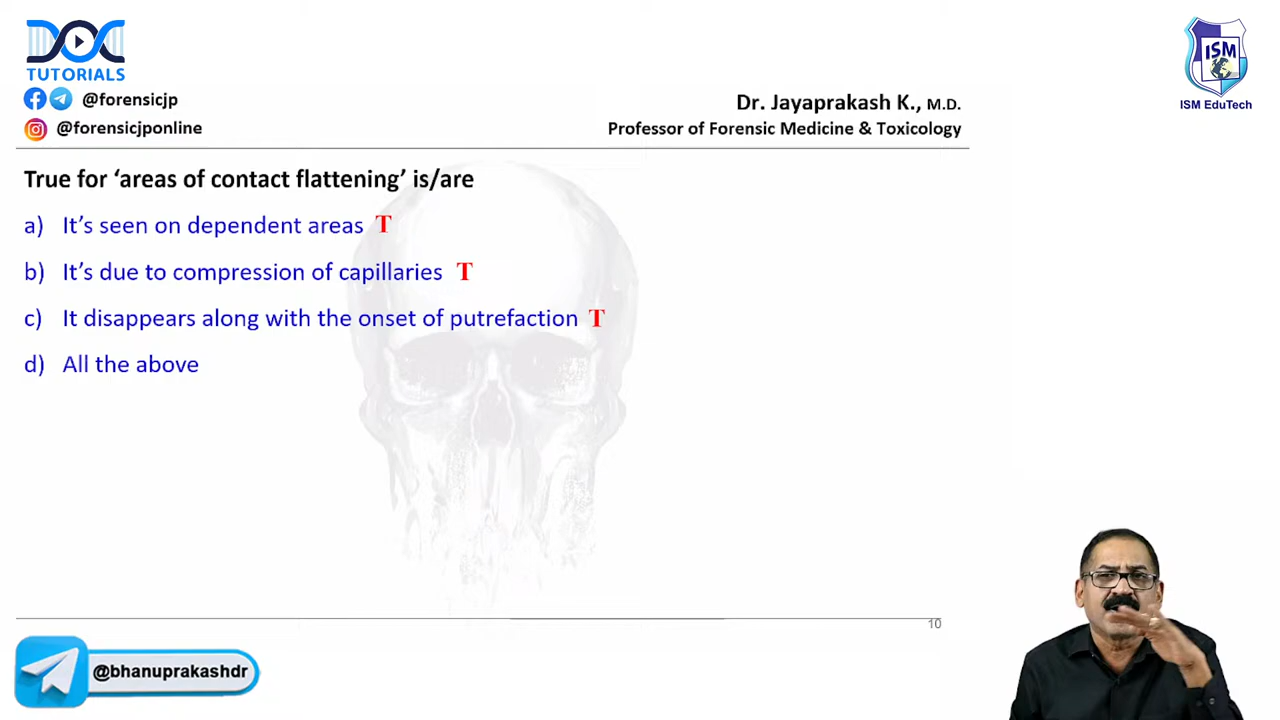 DOC
TUTORIALS
@forensicjp
@forensicjponline
ISM
ISM EduTech
Dr. Jayaprakash K., M.D.
Professor of Forensic Medicine & Toxicology
True for ‘areas of contact flattening’ is/are
a) It’s seen on dependent areas T
b) It’s due to compression of capillaries T
c) It disappears along with the onset of putrefaction T
d) All the above
10
@bhanuprakashdr